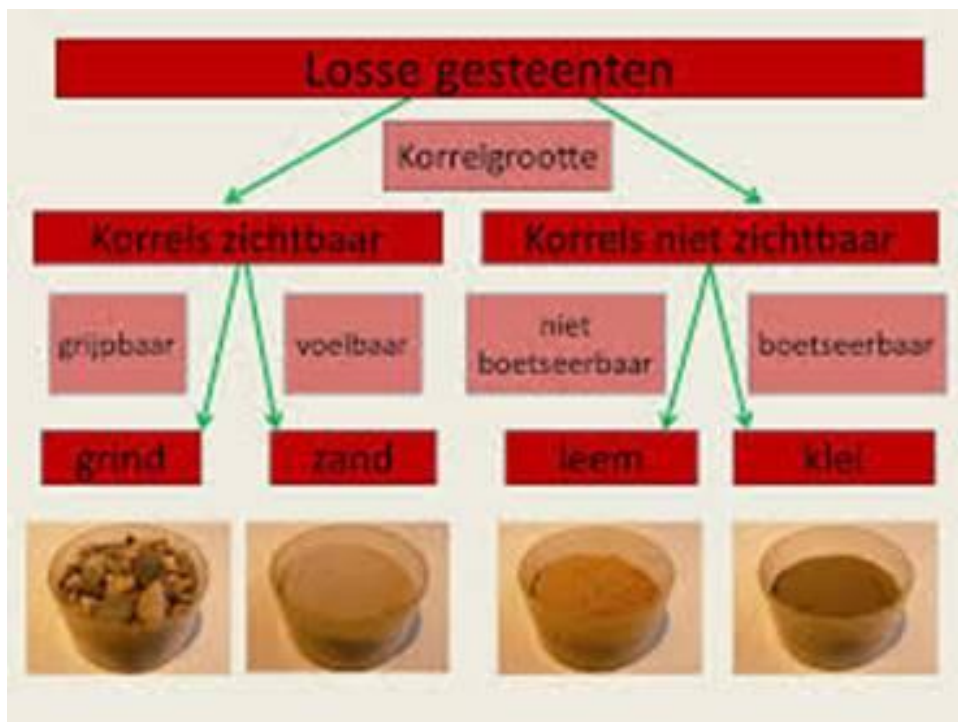 Losse gesteenten
Korrelgrootte
Korrels zichtbaar
Korrels niet zichtbaar
grijpbaar
voelbaar
niet
boetseerbaar
boetseerbaar
grind
zand
leem
klei